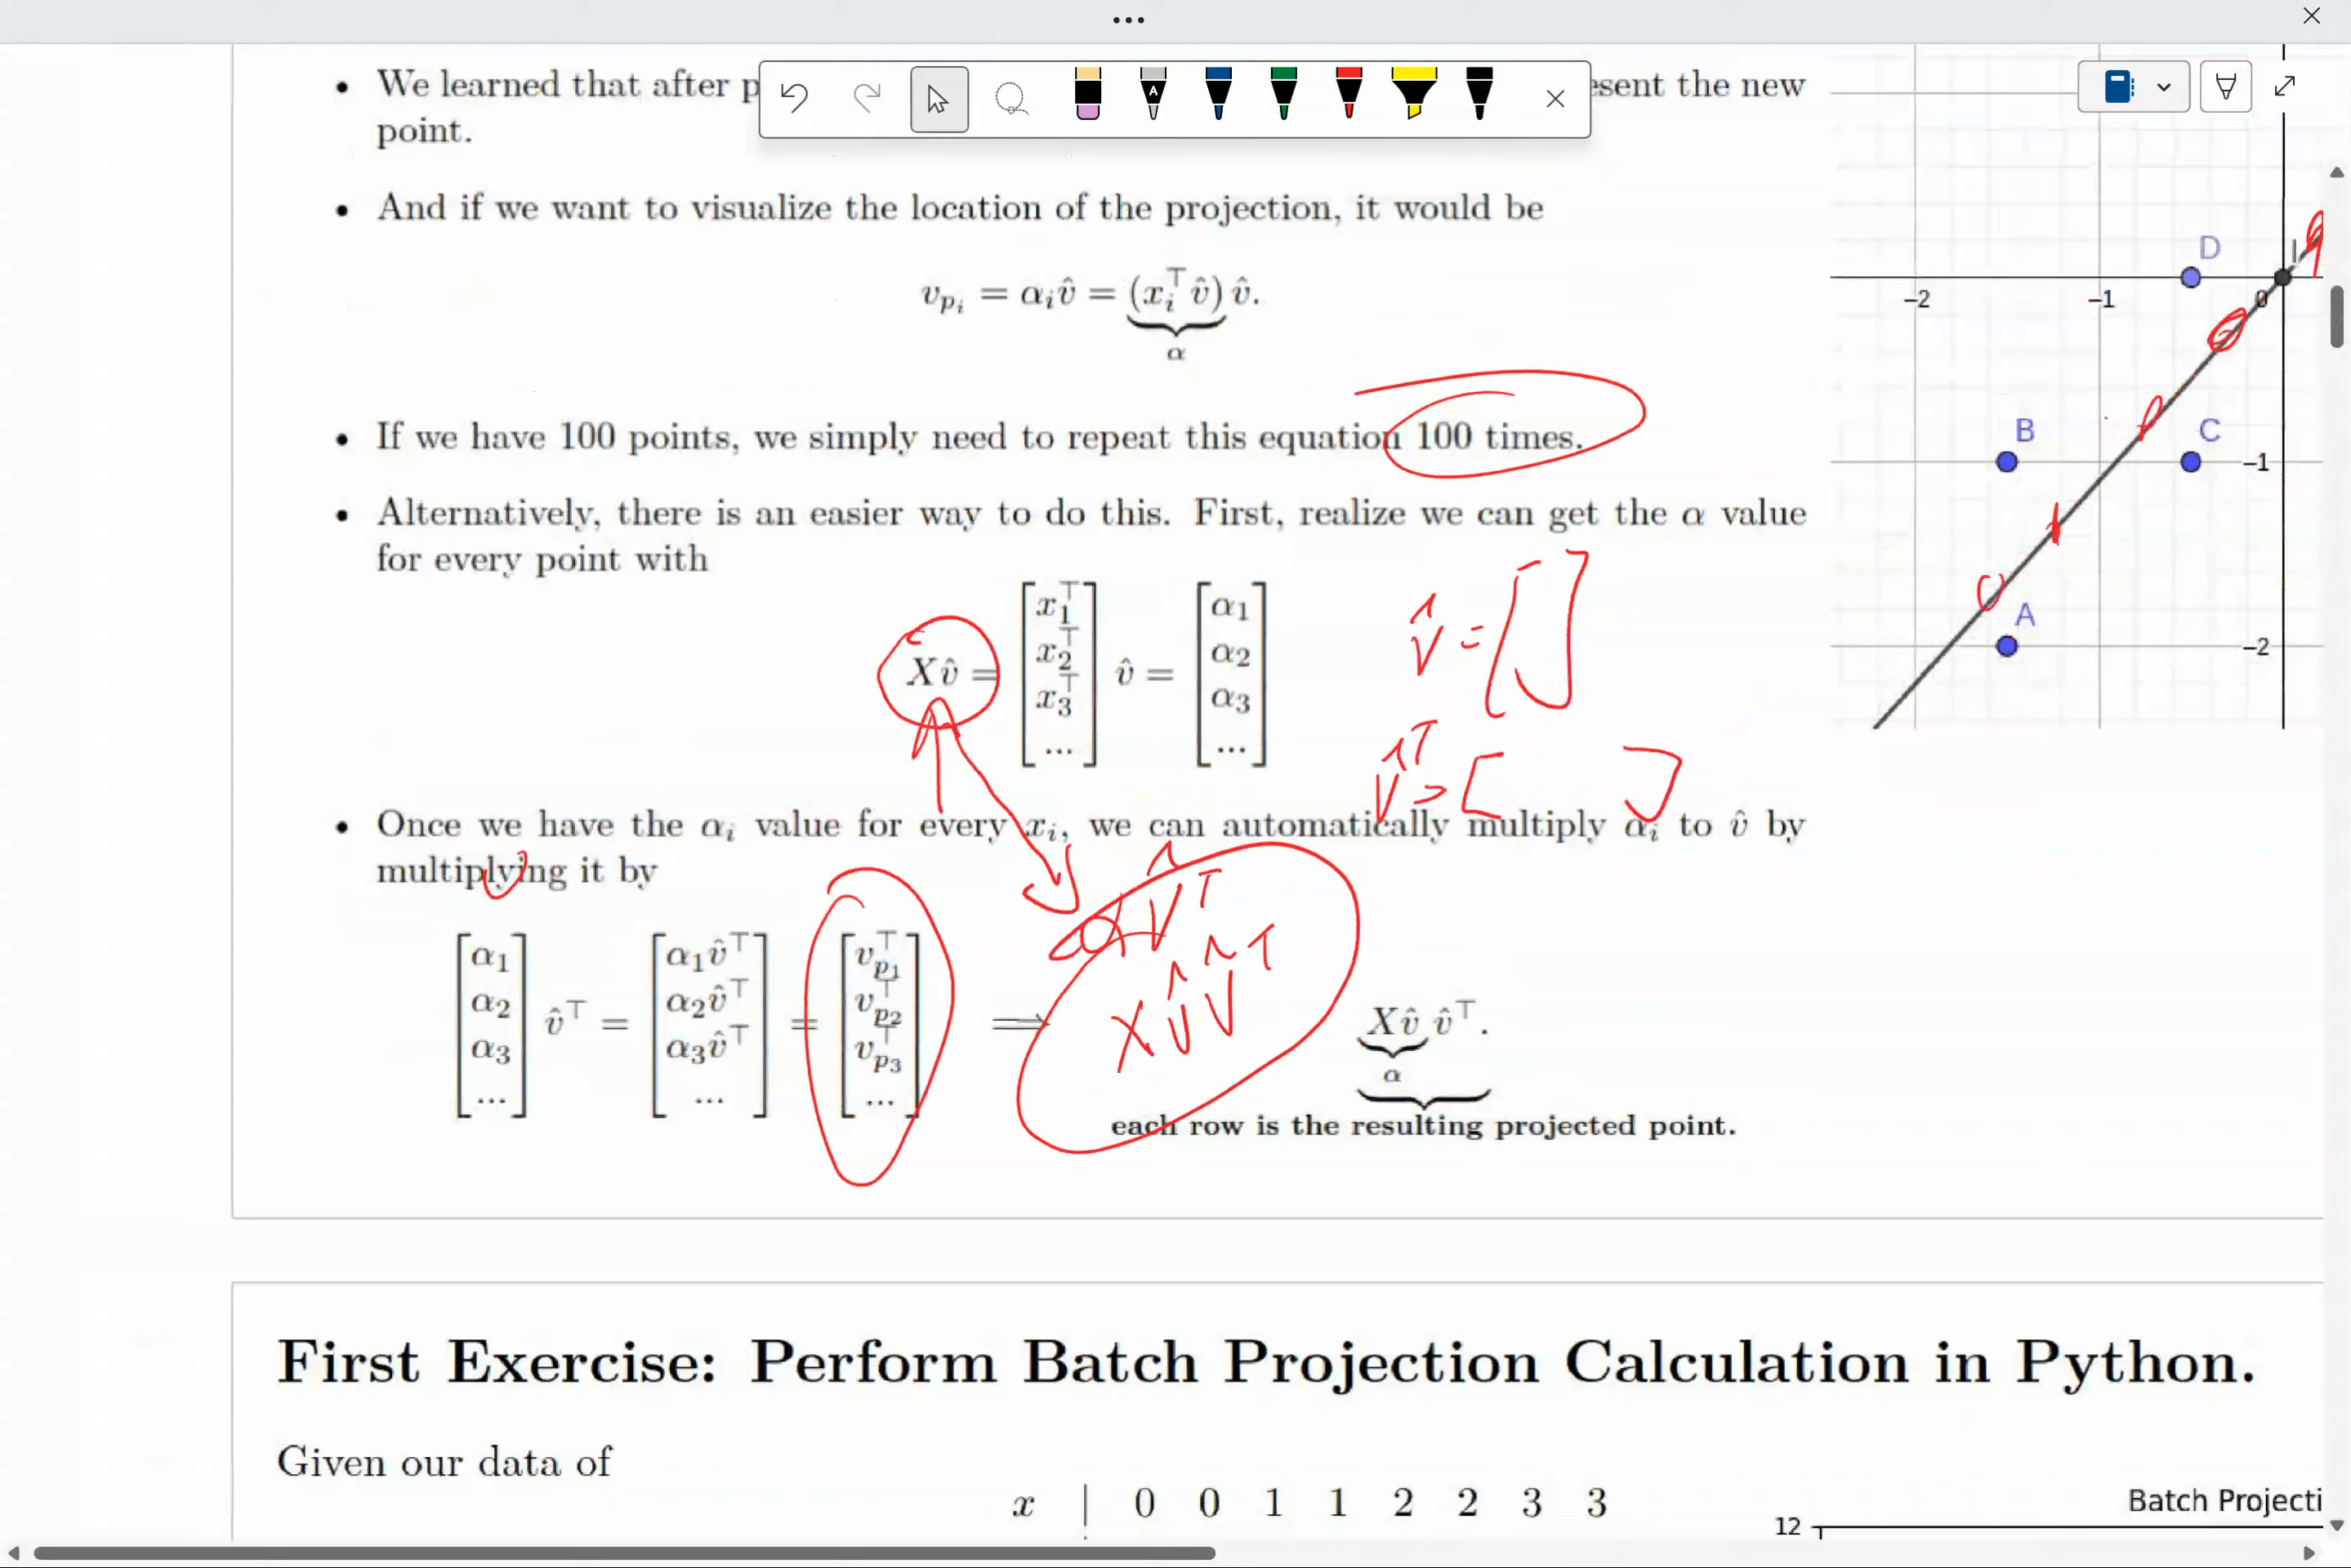 • We learned that after p esent the new
point.
• And if we want to visualize the location of the projection, it would be
v_{p_i} = α_i v̂ = (x_i^⊤ v̂) v̂.
α
• If we have 100 points, we simply need to repeat this equation 100 times.
• Alternatively, there is an easier way to do this. First, realize we can get the α value
for every point with
X v̂ = [x_1^⊤ x_2^⊤ x_3^⊤ ...] v̂ = [α_1 α_2 α_3 ...]
v̂ = [ ]
v̂^T = [ ]
• Once we have the α_i value for every x_i, we can automatically multiply α_i to v̂ by
multiplying it by
α v̂^T
X v̂ v̂^T
[α_1 α_2 α_3 ...] v̂^⊤ = [α_1 v̂^⊤ α_2 v̂^⊤ α_3 v̂^⊤ ...] = [v_{p_1}^⊤ v_{p_2}^⊤ v_{p_3}^⊤ ...] ⟹ X v̂ v̂^⊤.
α
each row is the resulting projected point.
D
−2 −1 0
B C −1
A
−2
First Exercise: Perform Batch Projection Calculation in Python.
Given our data of
x | 0 0 1 1 2 2 3 3
Batch Projecti
12